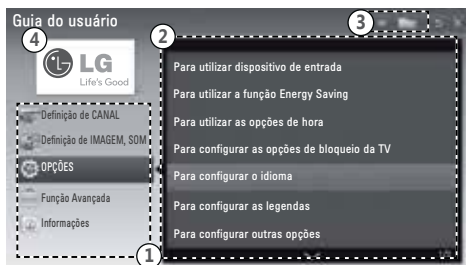 Guia do usuário
3
4
2
LG
Life's Good
Para utilizar dispositivo de entrada
Para utilizar a função Energy Saving
Definição de CANAL
Para utilizar as opções de hora
Definição de IMAGEM, SOM
Para configurar as opções de bloqueio da TV
OPÇÕES
Para configurar o idioma
Função Avançada
Para configurar as legendas
Informações
Para configurar outras opções
1